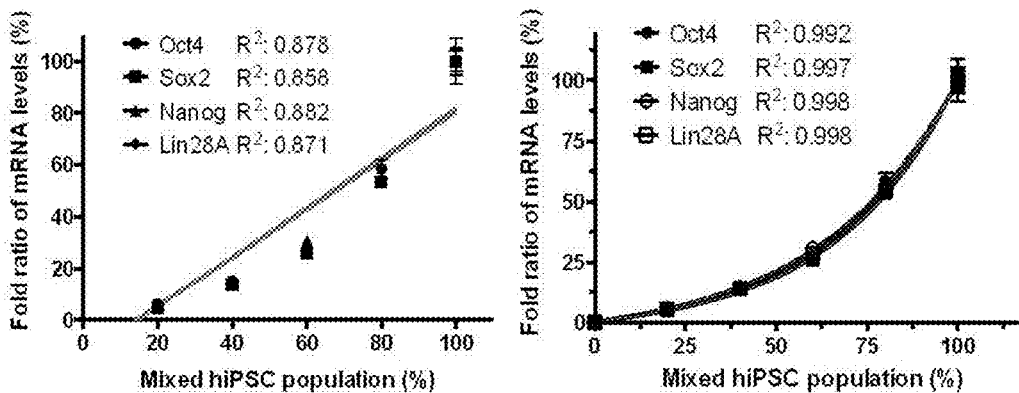 Fold ratio of mRNA levels (%)
100
80
60
40
20
0
Oct4 R²: 0.878
Sox2 R²: 0.858
Nanog R²: 0.882
Lin28A R²: 0.871
0 20 40 60 80 100
Mixed hiPSC population (%)
Fold ratio of mRNA levels (%)
100
75
50
25
0
Oct4 R²: 0.992
Sox2 R²: 0.997
Nanog R²: 0.998
Lin28A R²: 0.998
0 25 50 75 100
Mixed hiPSC population (%)